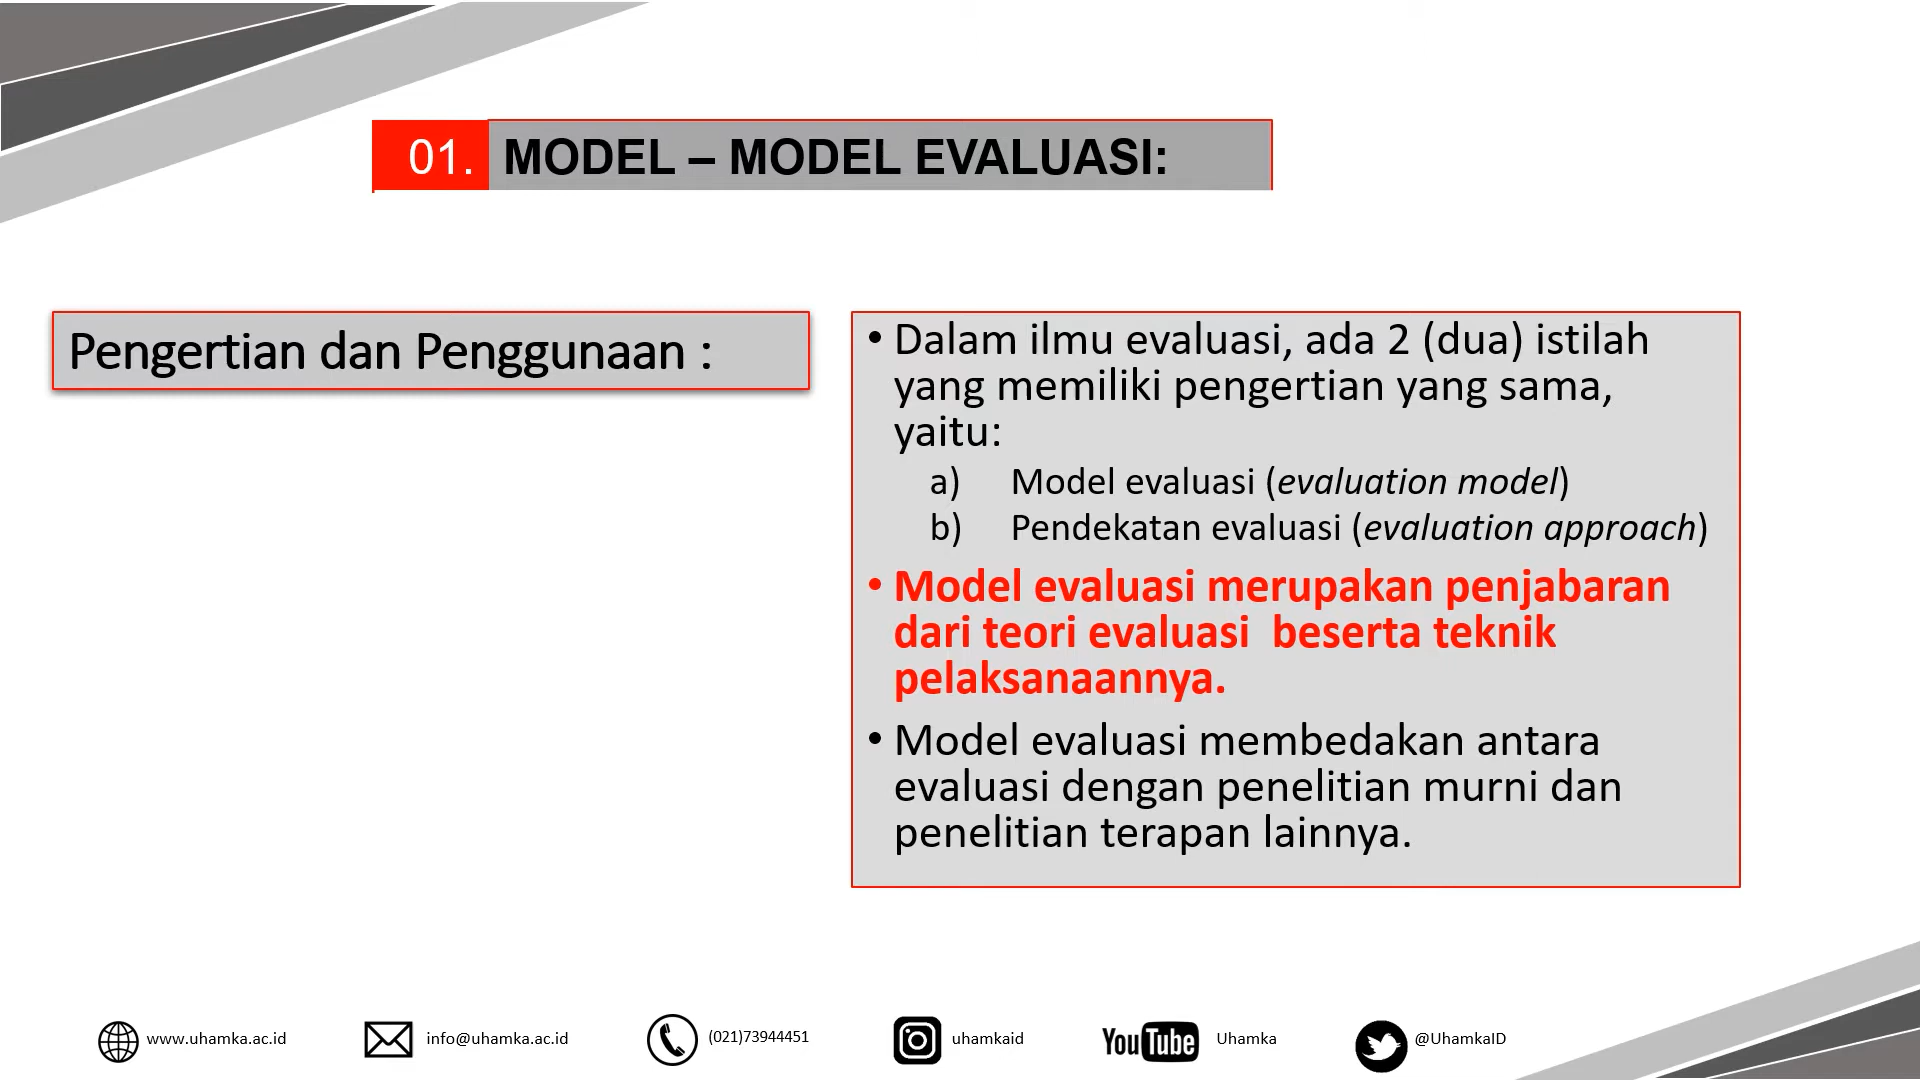 01. MODEL – MODEL EVALUASI:
Pengertian dan Penggunaan :
• Dalam ilmu evaluasi, ada 2 (dua) istilah
yang memiliki pengertian yang sama,
yaitu:
a) Model evaluasi (evaluation model)
b) Pendekatan evaluasi (evaluation approach)
• Model evaluasi merupakan penjabaran
dari teori evaluasi  beserta teknik
pelaksanaannya.
• Model evaluasi membedakan antara
evaluasi dengan penelitian murni dan
penelitian terapan lainnya.
www.uhamka.ac.id
info@uhamka.ac.id
(021)73944451
uhamkaid
YouTube Uhamka
@UhamkaID